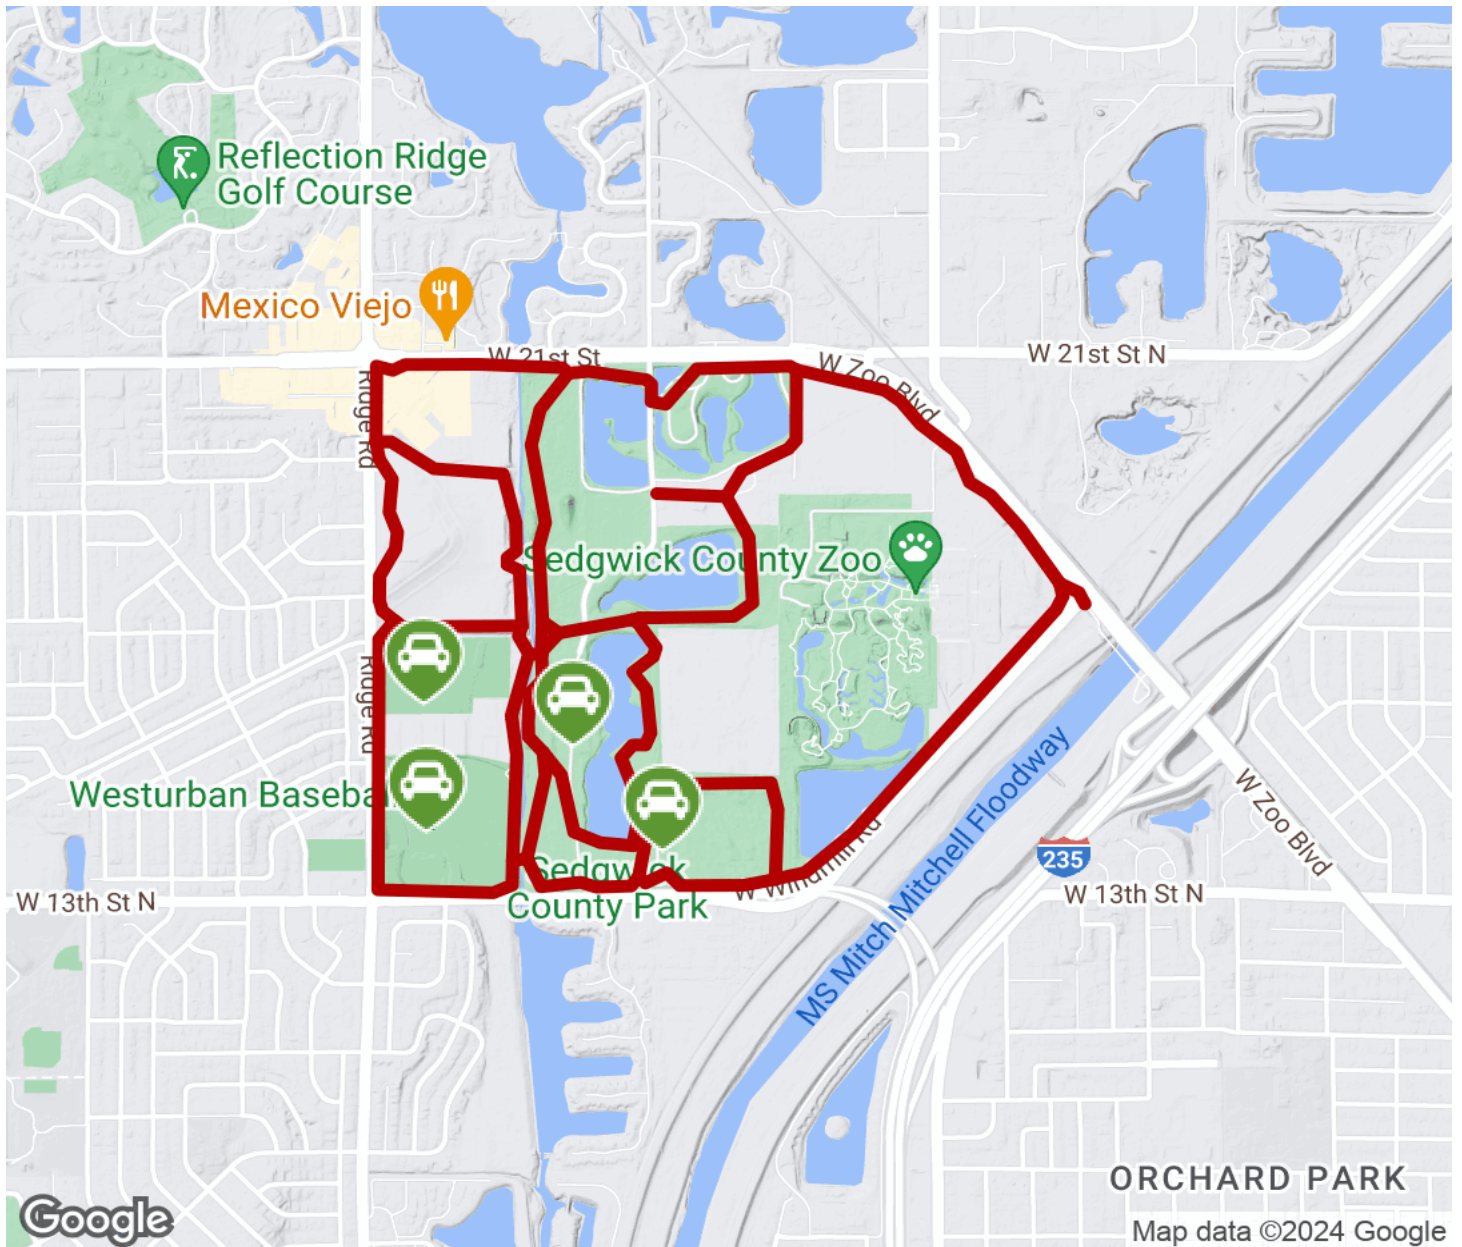 Reflection Ridge
Golf Course
Mexico Viejo
W 21st St
W 21st St N
W Zoo Blvd
Ridge Rd
Sedgwick County Zoo
Ridge Rd
MS Mitch Mitchell Floodway
Westurban Baseba
W Zoo Blvd
235
W Windmill Rd
Sedgwick
County Park
W 13th St N
W 13th St N
ORCHARD PARK
Google
Map data ©2024 Google